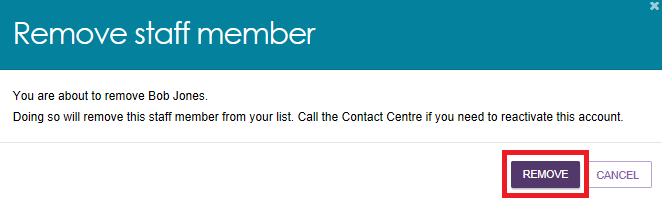 Remove staff member
You are about to remove Bob Jones.
Doing so will remove this staff member from your list. Call the Contact Centre if you need to reactivate this account.
REMOVE CANCEL